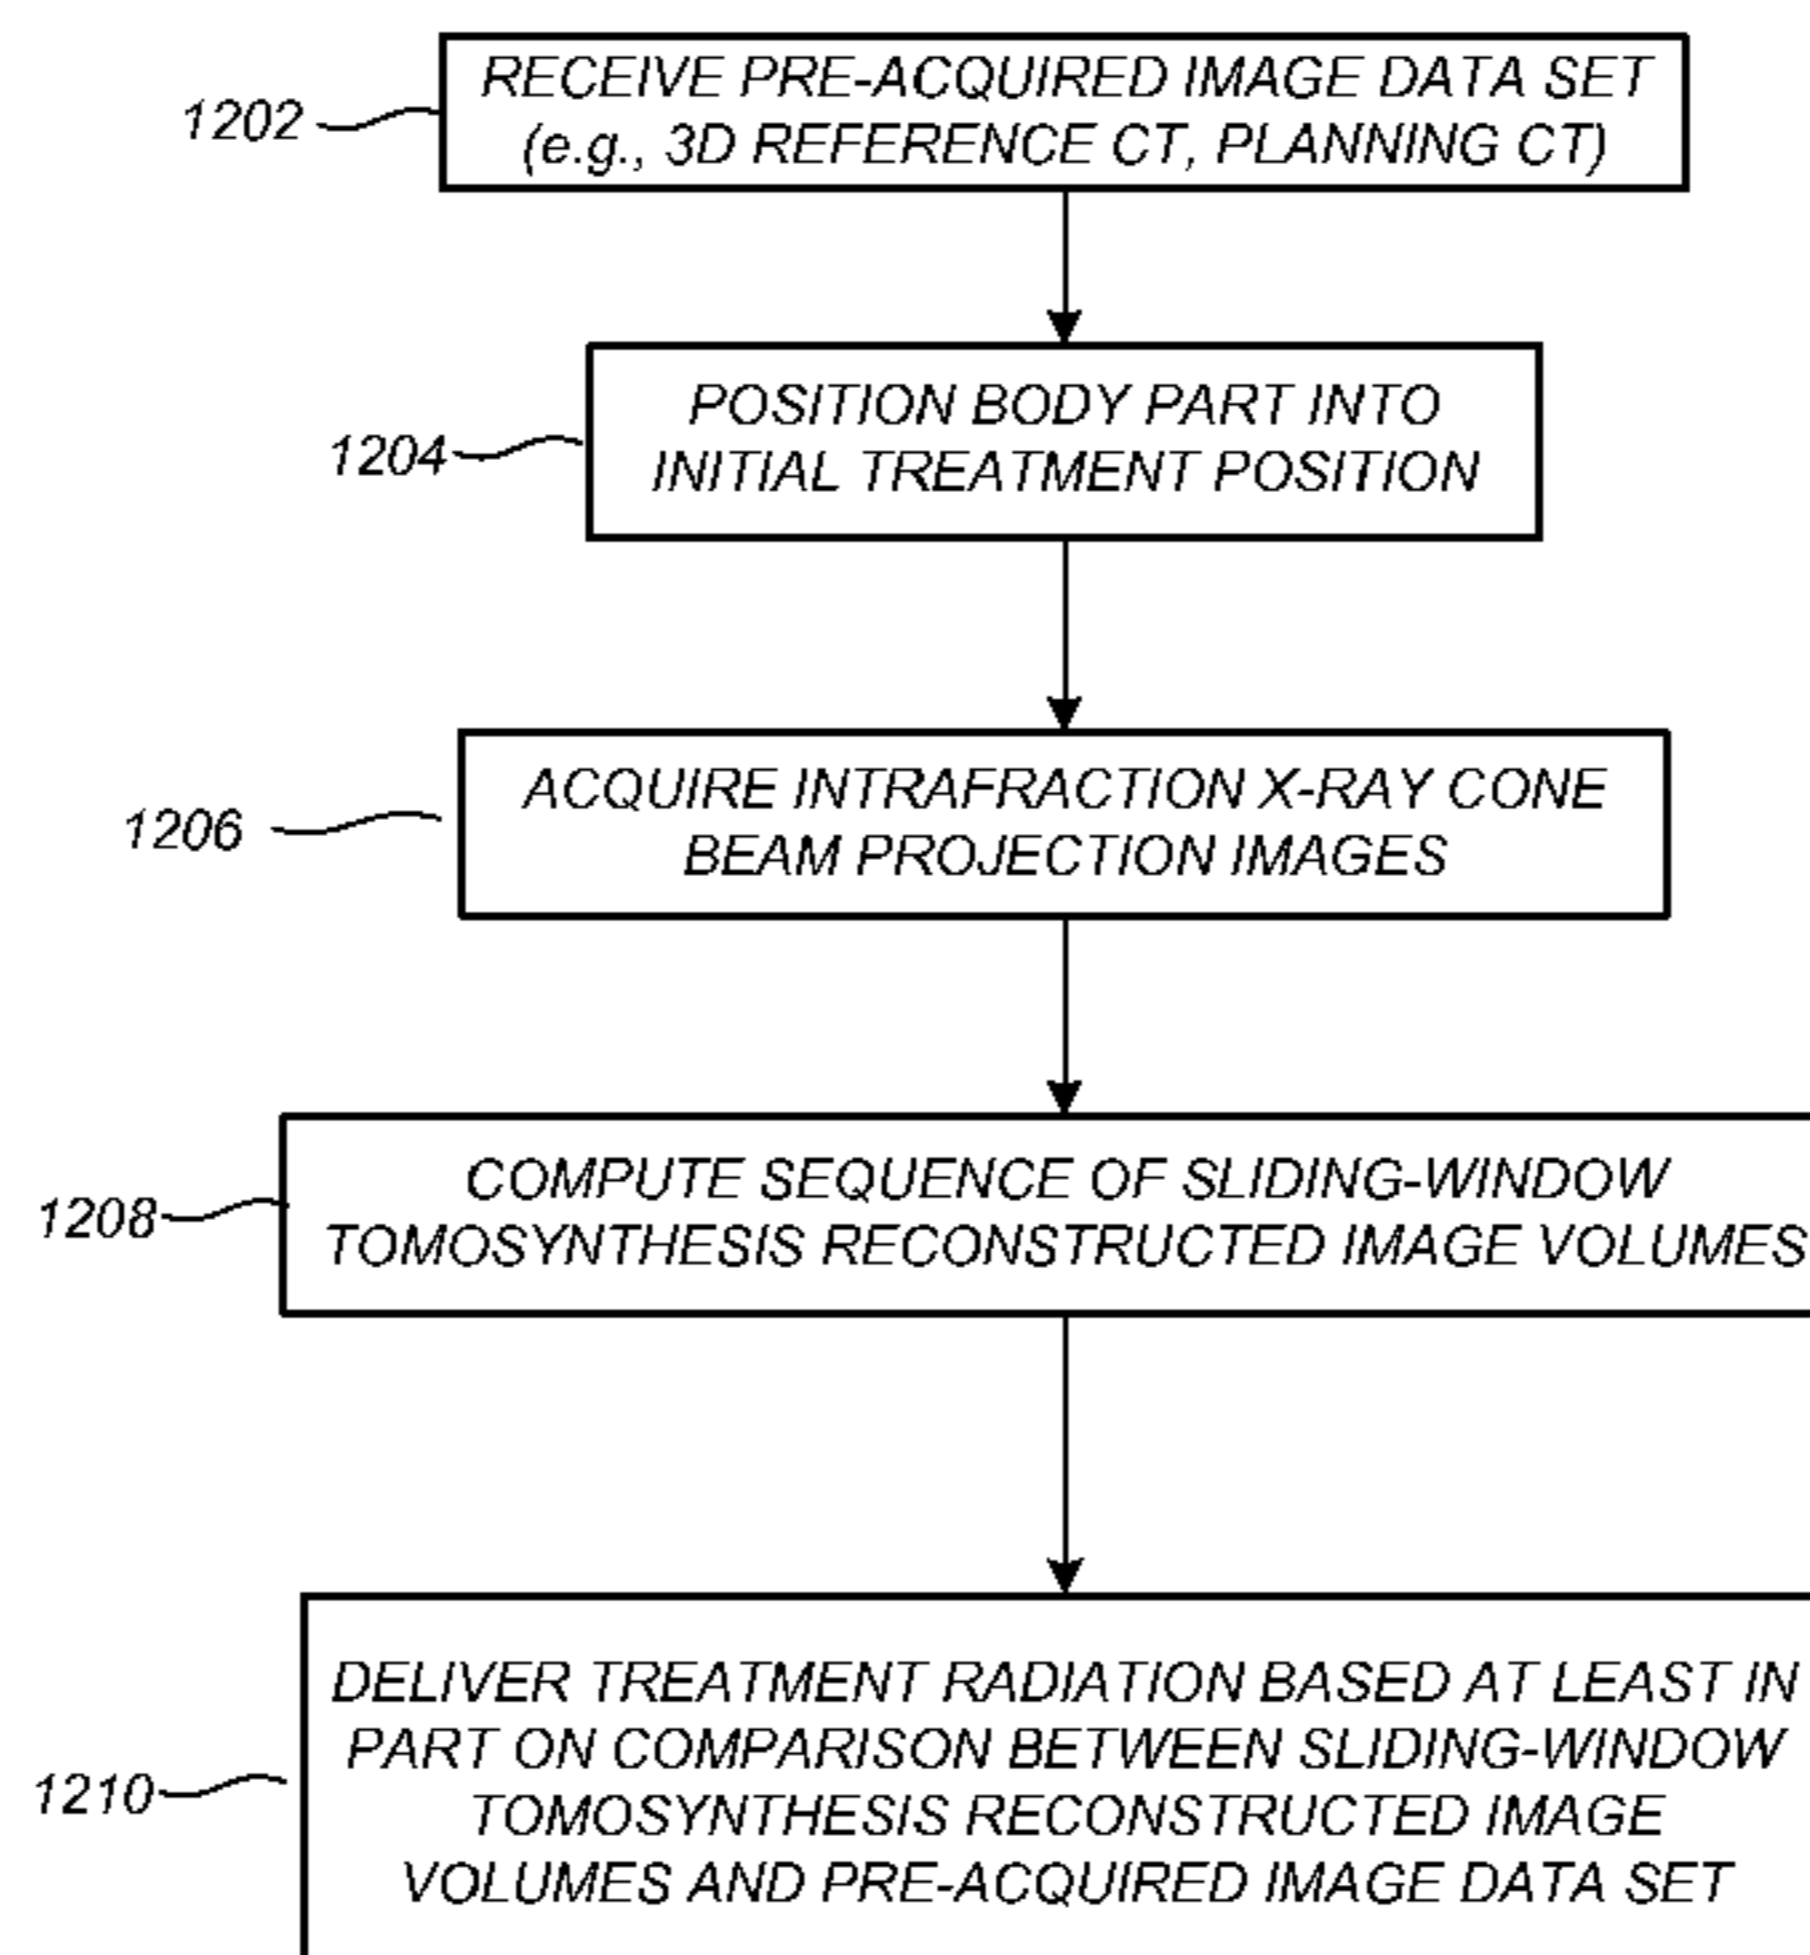 1202
RECEIVE PRE-ACQUIRED IMAGE DATA SET
(e.g., 3D REFERENCE CT, PLANNING CT)
1204
POSITION BODY PART INTO
INITIAL TREATMENT POSITION
1206
ACQUIRE INTRAFRACTION X-RAY CONE
BEAM PROJECTION IMAGES
1208
COMPUTE SEQUENCE OF SLIDING-WINDOW
TOMOSYNTHESIS RECONSTRUCTED IMAGE VOLUMES
1210
DELIVER TREATMENT RADIATION BASED AT LEAST IN
PART ON COMPARISON BETWEEN SLIDING-WINDOW
TOMOSYNTHESIS RECONSTRUCTED IMAGE
VOLUMES AND PRE-ACQUIRED IMAGE DATA SET